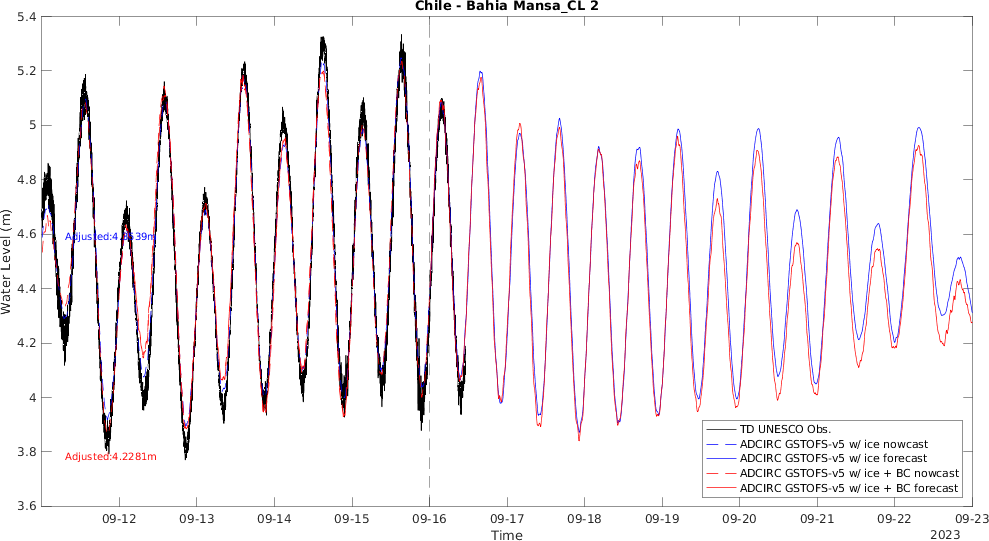 Chile - Bahia Mansa_CL 2
5.4
5.2
5
4.8
4.6
4.4
4.2
4
3.8
3.6
Water Level (m)
Adjusted:4.2281m
TD UNESCO Obs.
ADCIRC GSTOFS-v5 w/ ice nowcast
ADCIRC GSTOFS-v5 w/ ice forecast
ADCIRC GSTOFS-v5 w/ ice + BC nowcast
ADCIRC GSTOFS-v5 w/ ice + BC forecast
09-12
09-13
09-14
09-15
09-16
09-17
09-18
09-19
09-20
09-21
09-22
09-23
Time
2023